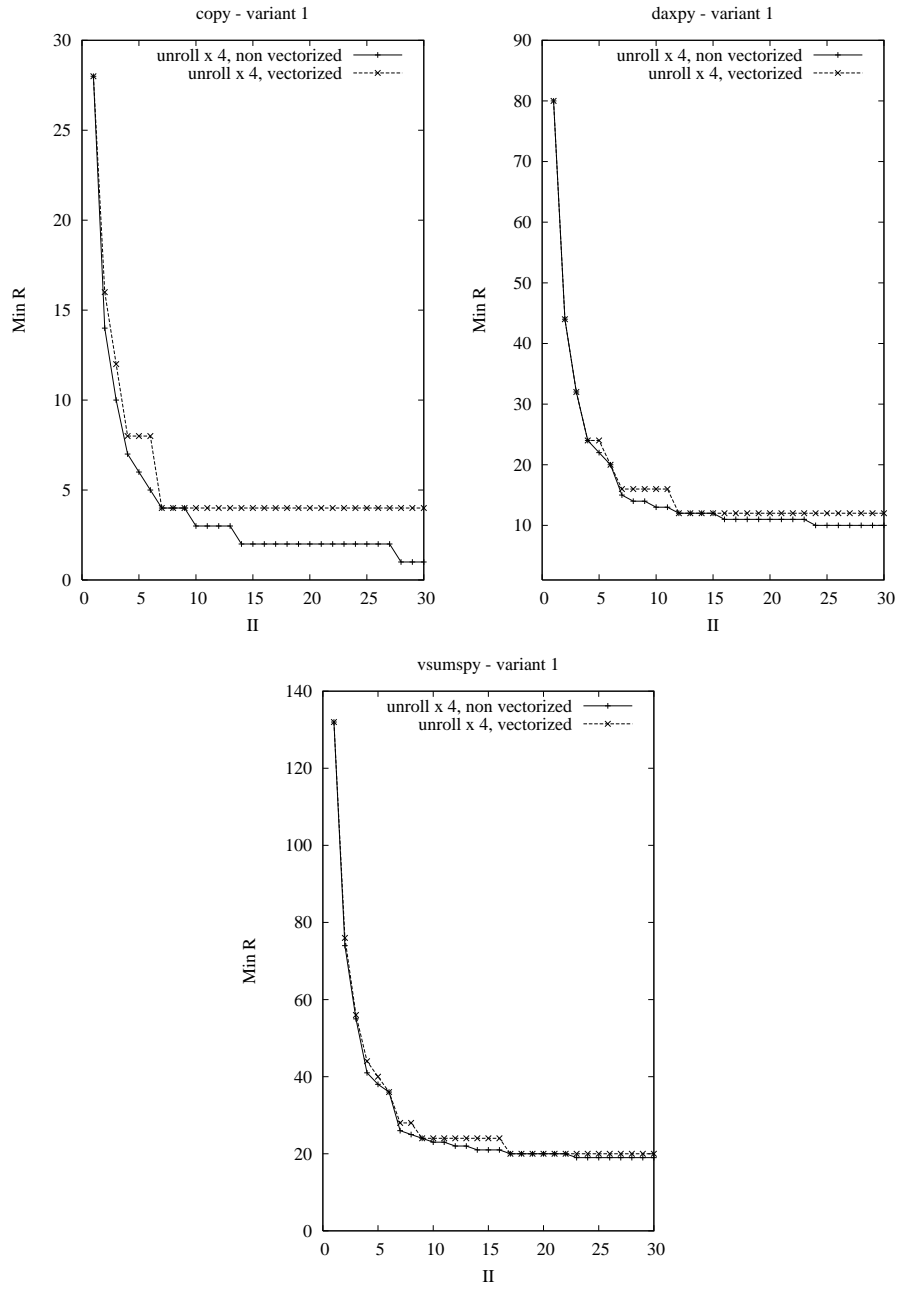 copy - variant 1
30
25
20
15
10
5
0
0 5 10 15 20 25 30
Min R
II
unroll x 4, non vectorized
unroll x 4, vectorized
daxpy - variant 1
90
80
70
60
50
40
30
20
10
0 5 10 15 20 25 30
Min R
II
unroll x 4, non vectorized
unroll x 4, vectorized
vsumspy - variant 1
140
120
100
80
60
40
20
0
0 5 10 15 20 25 30
Min R
II
unroll x 4, non vectorized
unroll x 4, vectorized